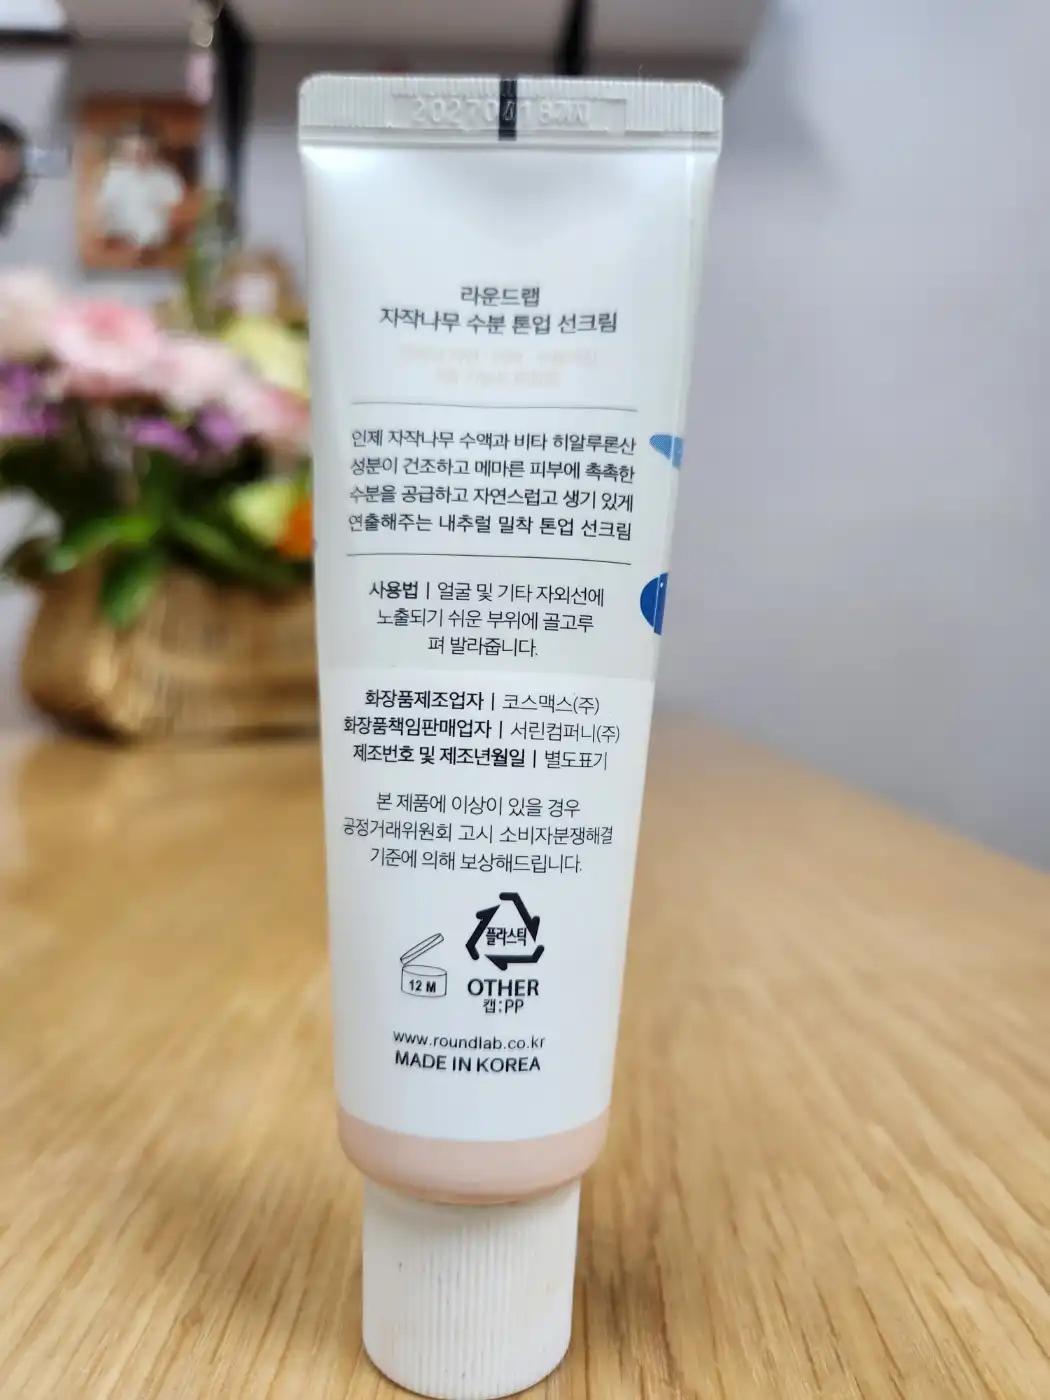 라운드랩
자작나무 수분 톤업 선크림
인제 자작나무 수액과 비타 히알루론산
성분이 건조하고 메마른 피부에 촉촉한
수분을 공급하고 자연스럽고 생기 있게
연출해주는 내추럴 밀착 톤업 선크림
사용법 | 얼굴 및 기타 자외선에
노출되기 쉬운 부위에 골고루
펴 발라줍니다.
화장품제조업자 | 코스맥스(주)
화장품책임판매업자 | 서린컴퍼니(주)
제조번호 및 제조년월일 | 별도표기
본 제품에 이상이 있을 경우
공정거래위원회 고시 소비자분쟁해결
기준에 의해 보상해드립니다.
플라스틱
12 M
OTHER
캡;PP
www.roundlab.co.kr
MADE IN KOREA